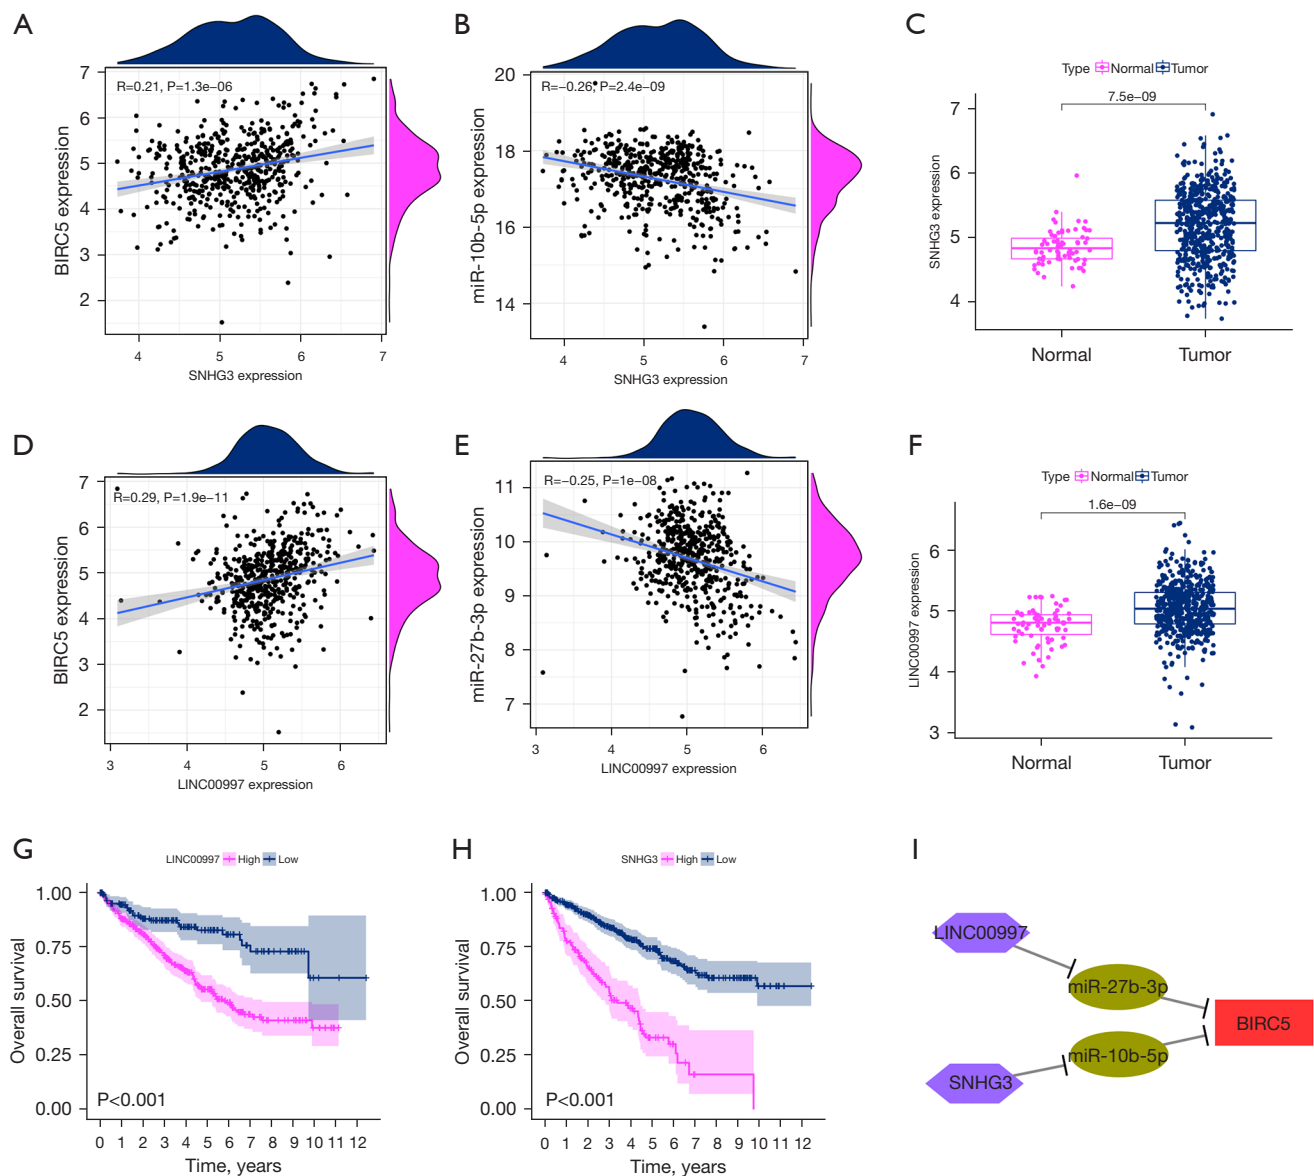 A
R=0.21, P=1.3e−06
7
6
5
4
3
2
BIRC5 expression
4 5 6 7
SNHG3 expression
B
R=−0.26, P=2.4e−09
20
18
16
14
miR-10b-5p expression
4 5 6 7
SNHG3 expression
C
Type Normal Tumor
7.5e−09
7
6
5
4
SNHG3 expression
Normal Tumor
D
R=0.29, P=1.9e−11
7
6
5
4
3
2
BIRC5 expression
3 4 5 6
LINC00997 expression
E
R=−0.25, P=1e−08
11
10
9
8
7
miR-27b-3p expression
3 4 5 6
LINC00997 expression
F
Type Normal Tumor
1.6e−09
6
5
4
3
LINC00997 expression
Normal Tumor
G
LINC00997 High Low
1.00
0.75
0.50
0.25
0.00
Overall survival
P<0.001
0 1 2 3 4 5 6 7 8 9 10 11 12
Time, years
H
SNHG3 High Low
1.00
0.75
0.50
0.25
0.00
Overall survival
P<0.001
0 1 2 3 4 5 6 7 8 9 10 11 12
Time, years
I
LINC00997
miR-27b-3p
BIRC5
miR-10b-5p
SNHG3